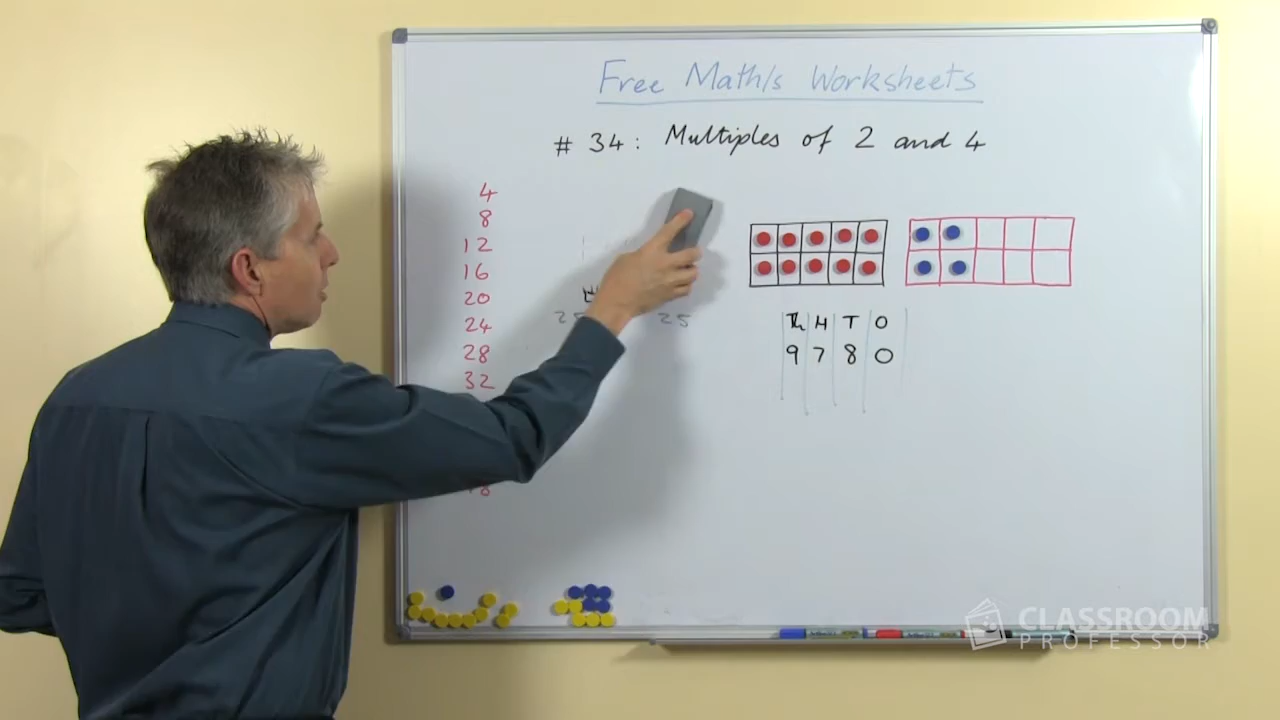 Free Math/s Worksheets
# 34: Multiples of 2 and 4
4
8
12
16
20
24
28
32
25
Th H T O
9 7 8 0
CLASSROOM
PROFESSOR